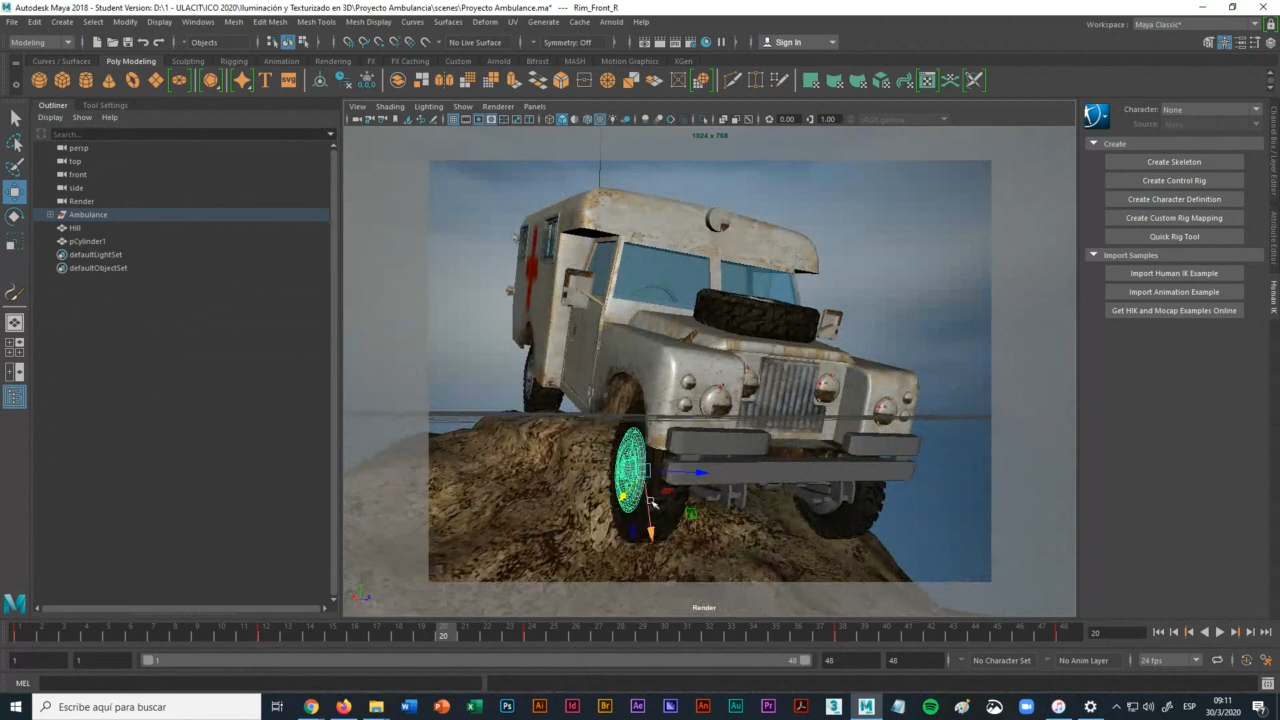 Autodesk Maya 2018 - Student Version: D:\1 - ULACIT\ICO 2020\Iluminación y Texturizado en 3D\Proyecto Ambulancia\scenes\Proyecto Ambulance.ma* --- Rim_Front_R
File Edit Create Select Modify Display Windows Mesh Edit Mesh Mesh Tools Mesh Display Curves Surfaces Deform UV Generate Cache Arnold Help
Workspace : Maya Classic*
Modeling Objects No Live Surface Symmetry: Off Sign In
Curves / Surfaces Poly Modeling Sculpting Rigging Animation Rendering FX FX Caching Custom Arnold Bifrost MASH Motion Graphics XGen
Outliner Tool Settings
Display Show Help
Search...
persp
top
front
side
Render
Ambulance
Hill
pCylinder1
defaultLightSet
defaultObjectSet
View Shading Lighting Show Renderer Panels
0.00 1.00 sRGB gamma
1024 x 768
Render
Character: None
Source: None
Create
Create Skeleton
Create Control Rig
Create Character Definition
Create Custom Rig Mapping
Quick Rig Tool
Import Samples
Import Human IK Example
Import Animation Example
Get HIK and Mocap Examples Online
Channel Box / Layer Editor
Attribute Editor
Human IK
1 2 3 4 5 6 7 8 9 10 11 12 13 14 15 16 17 18 19 20 21 22 23 24 25 26 27 28 29 30 31 32 33 34 35 36 37 38 39 40 41 42 43 44 45 46 47 48
20
20
1 1 1 48 48 48 No Character Set No Anim Layer 24 fps
MEL
Escribe aquí para buscar
ESP
09:11
30/3/2020